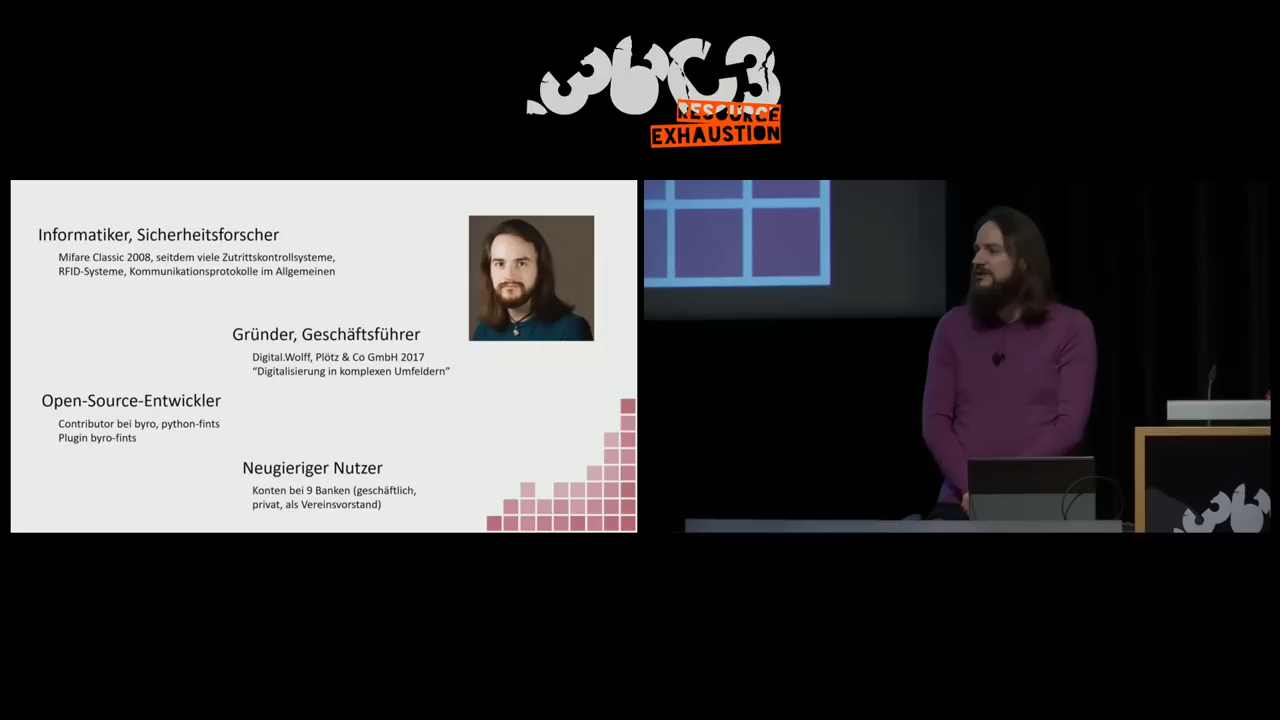 36C3
RESOURCE
EXHAUSTION
Informatiker, Sicherheitsforscher
Mifare Classic 2008, seitdem viele Zutrittskontrollsysteme,
RFID-Systeme, Kommunikationsprotokolle im Allgemeinen
Gründer, Geschäftsführer
Digital.Wolff, Plötz & Co GmbH 2017
“Digitalisierung in komplexen Umfeldern”
Open-Source-Entwickler
Contributor bei byro, python-fints
Plugin byro-fints
Neugieriger Nutzer
Konten bei 9 Banken (geschäftlich,
privat, als Vereinsvorstand)
36